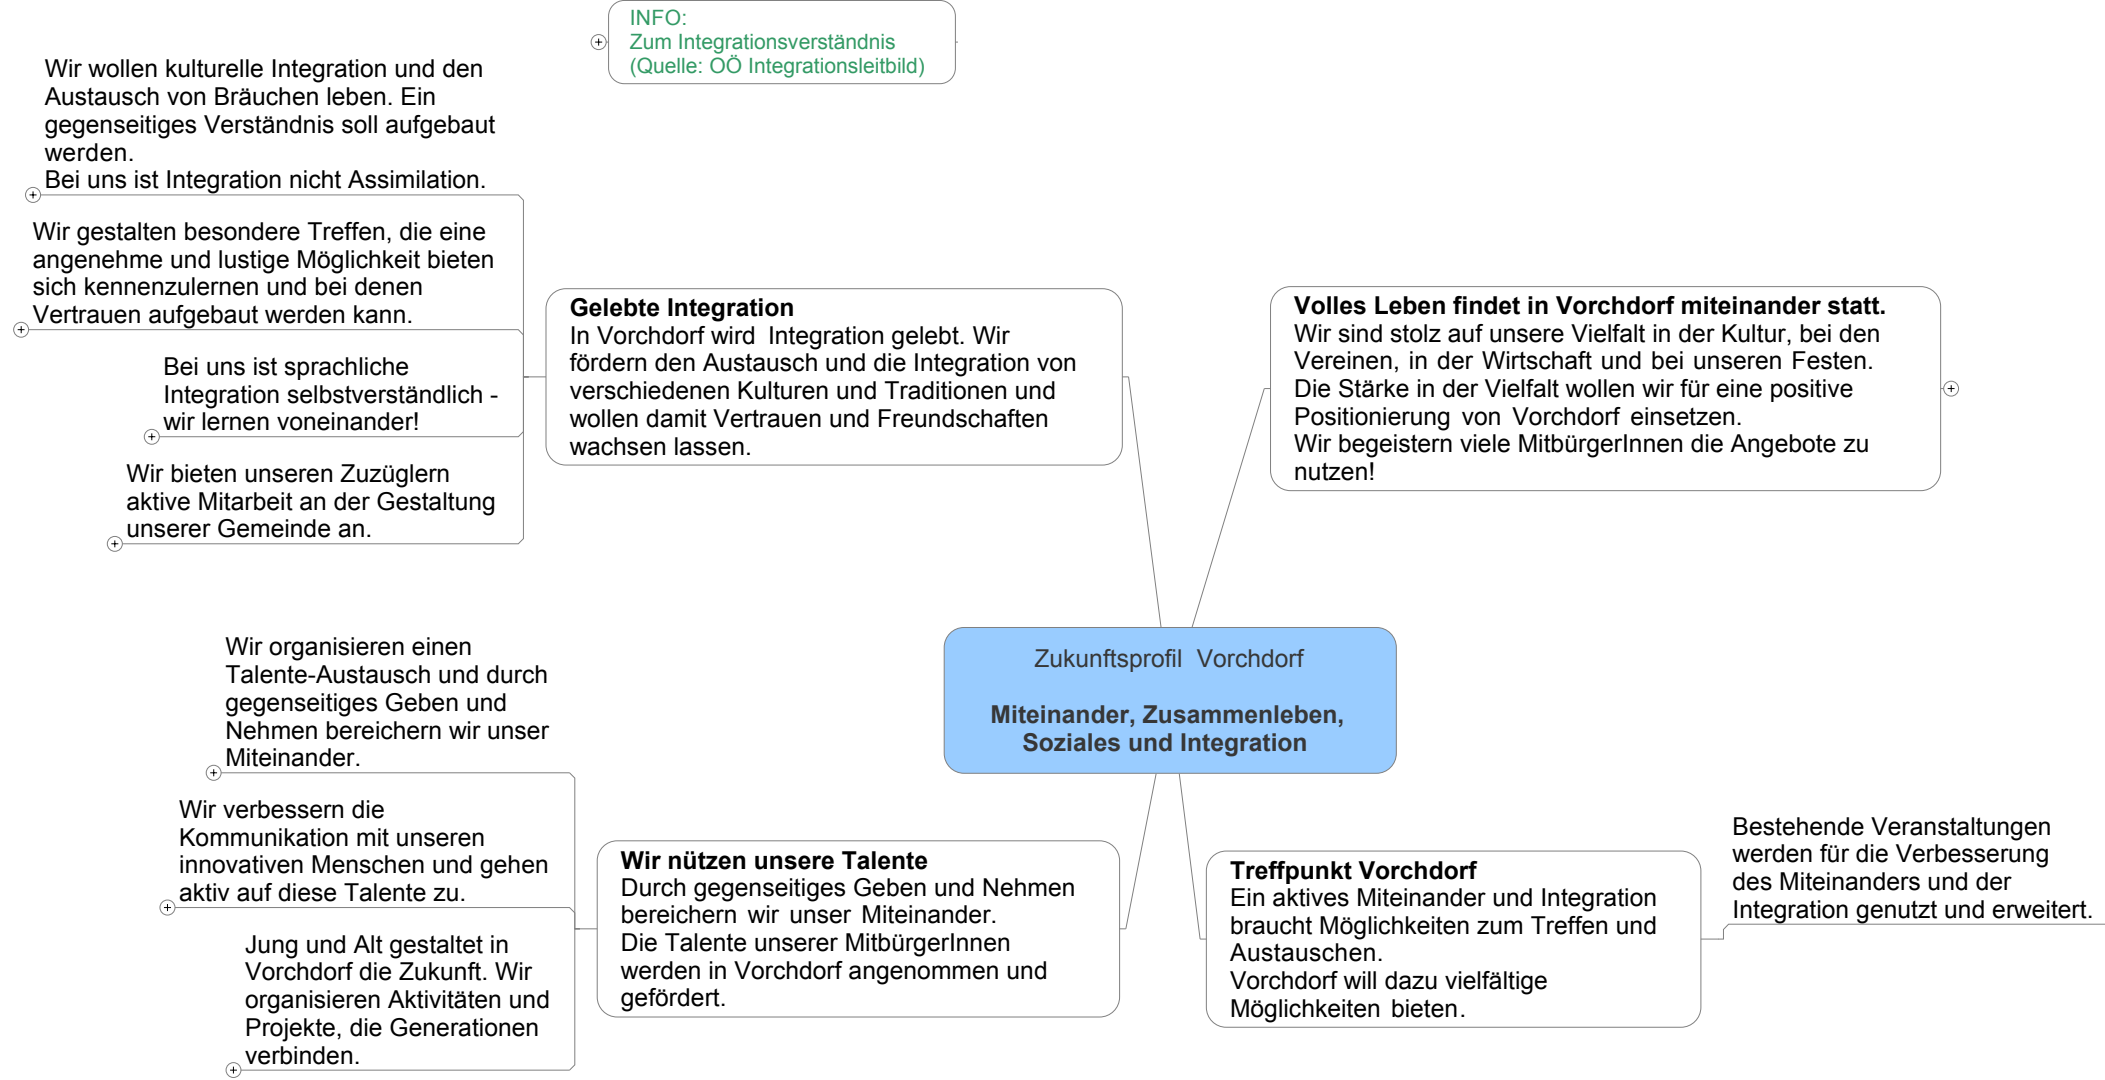 INFO:
Zum Integrationsverständnis
(Quelle: OÖ Integrationsleitbild)
Wir wollen kulturelle Integration und den
Austausch von Bräuchen leben. Ein
gegenseitiges Verständnis soll aufgebaut
werden.
Bei uns ist Integration nicht Assimilation.
Wir gestalten besondere Treffen, die eine
angenehme und lustige Möglichkeit bieten
sich kennenzulernen und bei denen
Vertrauen aufgebaut werden kann.
Bei uns ist sprachliche
Integration selbstverständlich -
wir lernen voneinander!
Wir bieten unseren Zuzüglern
aktive Mitarbeit an der Gestaltung
unserer Gemeinde an.
Gelebte Integration
In Vorchdorf wird Integration gelebt. Wir
fördern den Austausch und die Integration von
verschiedenen Kulturen und Traditionen und
wollen damit Vertrauen und Freundschaften
wachsen lassen.
Volles Leben findet in Vorchdorf miteinander statt.
Wir sind stolz auf unsere Vielfalt in der Kultur, bei den
Vereinen, in der Wirtschaft und bei unseren Festen.
Die Stärke in der Vielfalt wollen wir für eine positive
Positionierung von Vorchdorf einsetzen.
Wir begeistern viele MitbürgerInnen die Angebote zu
nutzen!
Zukunftsprofil Vorchdorf
Miteinander, Zusammenleben,
Soziales und Integration
Wir organisieren einen
Talente-Austausch und durch
gegenseitiges Geben und
Nehmen bereichern wir unser
Miteinander.
Wir verbessern die
Kommunikation mit unseren
innovativen Menschen und gehen
aktiv auf diese Talente zu.
Jung und Alt gestaltet in
Vorchdorf die Zukunft. Wir
organisieren Aktivitäten und
Projekte, die Generationen
verbinden.
Wir nützen unsere Talente
Durch gegenseitiges Geben und Nehmen
bereichern wir unser Miteinander.
Die Talente unserer MitbürgerInnen
werden in Vorchdorf angenommen und
gefördert.
Treffpunkt Vorchdorf
Ein aktives Miteinander und Integration
braucht Möglichkeiten zum Treffen und
Austauschen.
Vorchdorf will dazu vielfältige
Möglichkeiten bieten.
Bestehende Veranstaltungen
werden für die Verbesserung
des Miteinanders und der
Integration genutzt und erweitert.